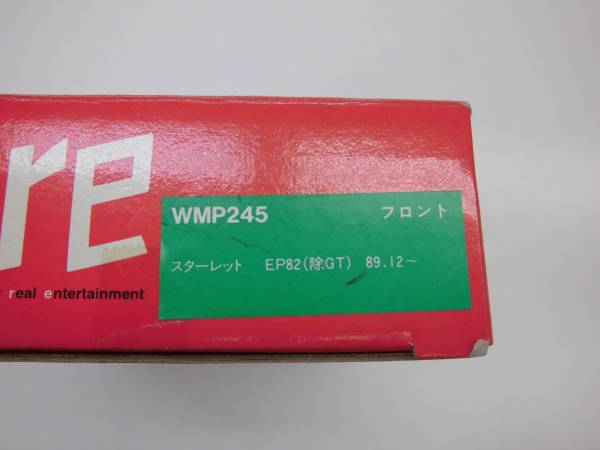 re
real entertainment
WMP245 フロント
スターレット EP82(除GT) 89.12~